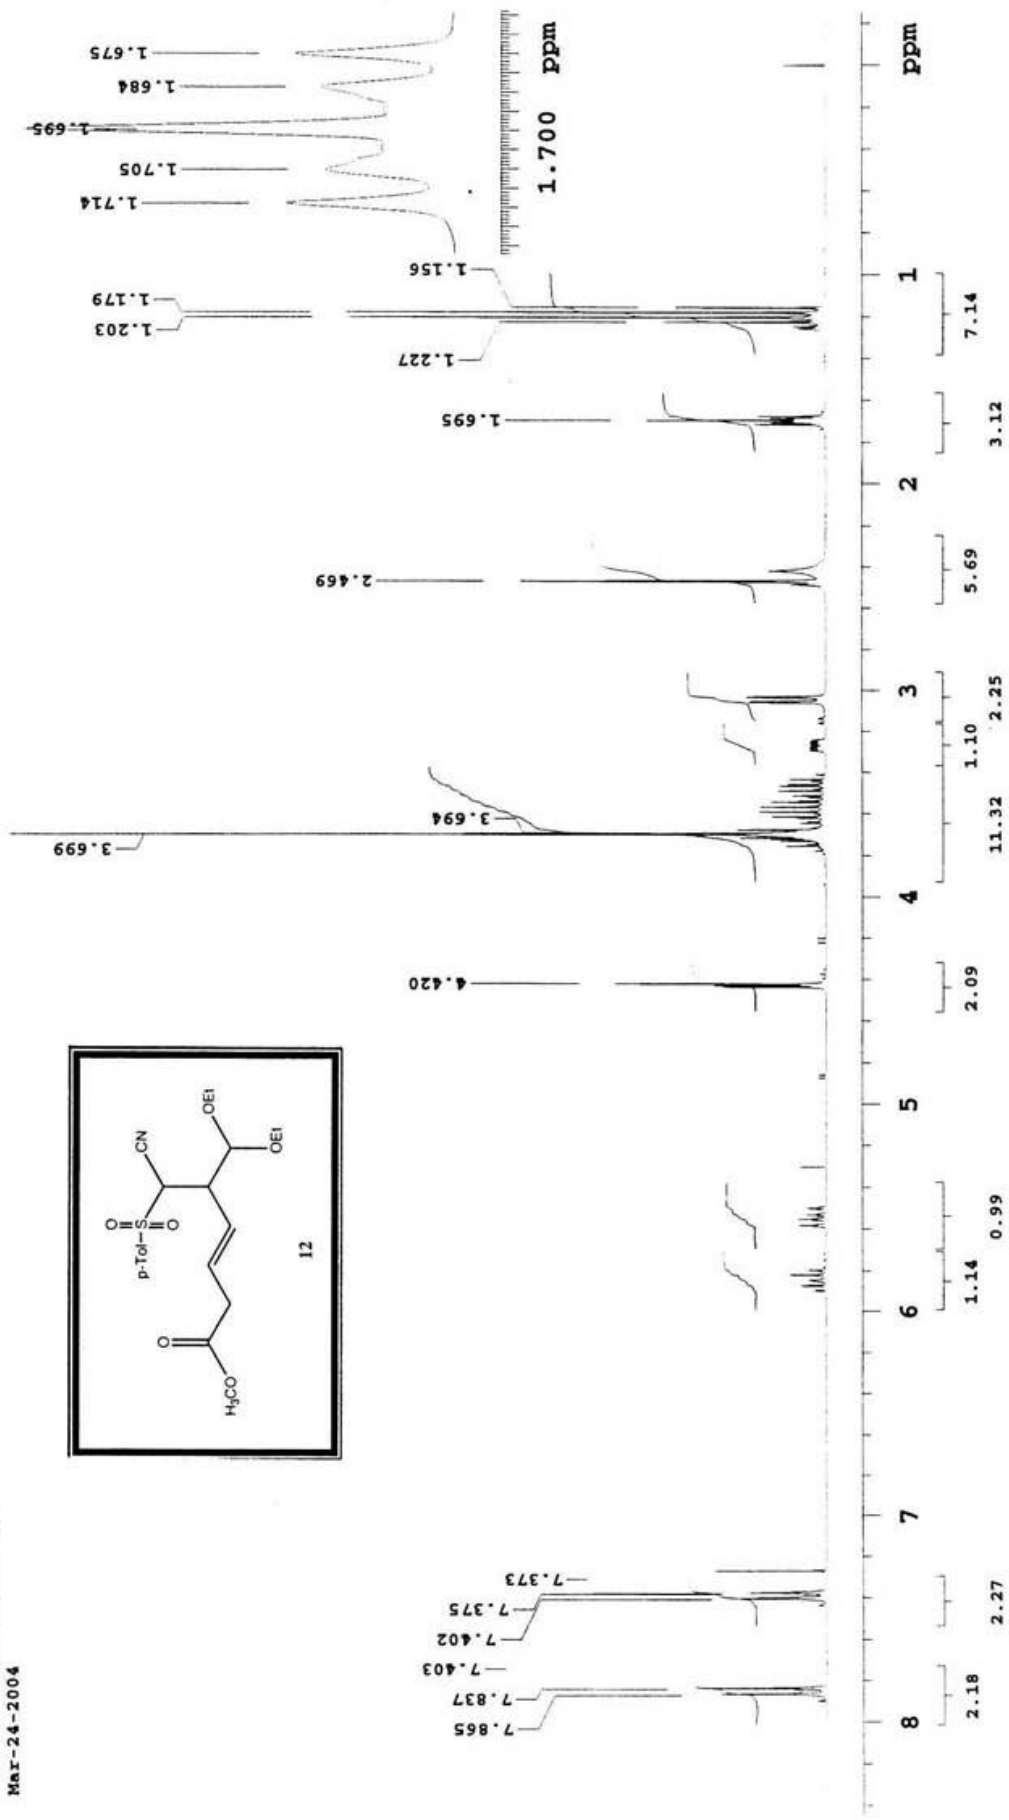 Mar-24-2004
p-Tol
O
S
O
CN
OEt
OEt
O
H₃CO
12
7.865
7.837
7.403
7.402
7.375
7.373
4.420
3.699
3.694
2.469
1.695
1.227
1.203
1.179
1.156
1.714
1.705
1.695
1.684
1.675
1.700 ppm
8 7 6 5 4 3 2 1 ppm
2.18
2.27
1.14
0.99
2.09
11.32
1.10
2.25
5.69
3.12
7.14